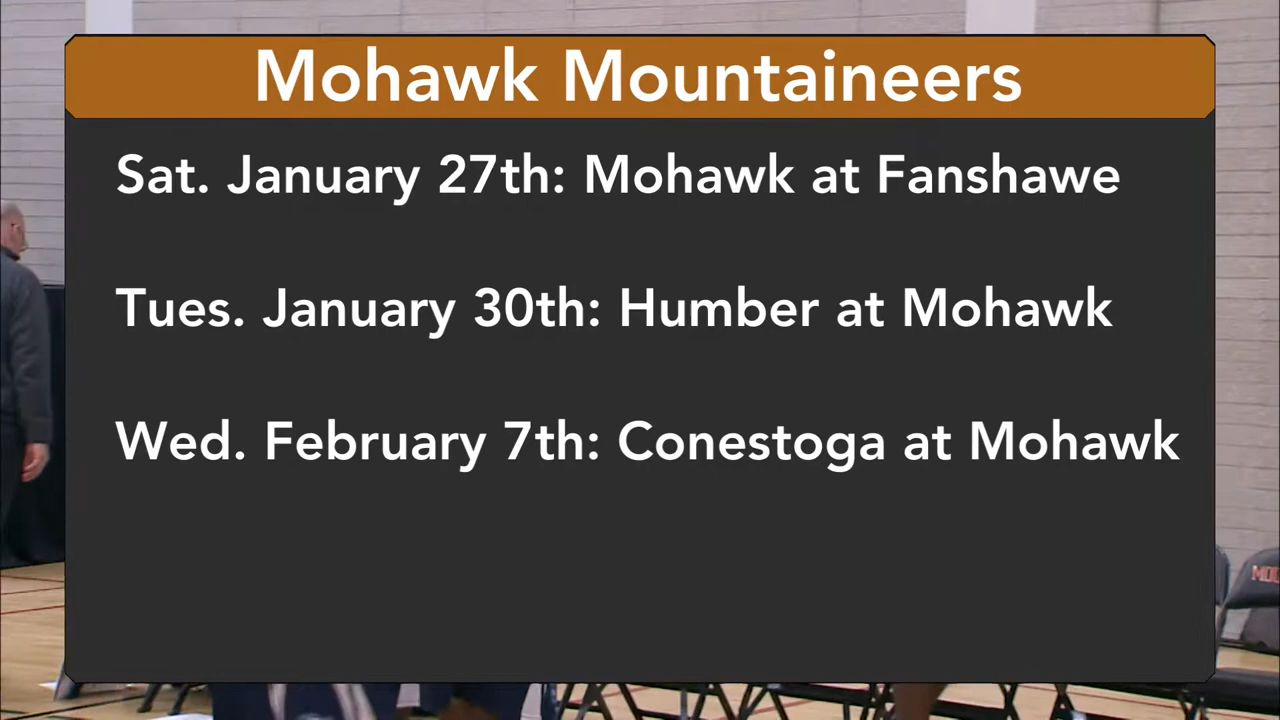 Mohawk Mountaineers
Sat. January 27th: Mohawk at Fanshawe
Tues. January 30th: Humber at Mohawk
Wed. February 7th: Conestoga at Mohawk